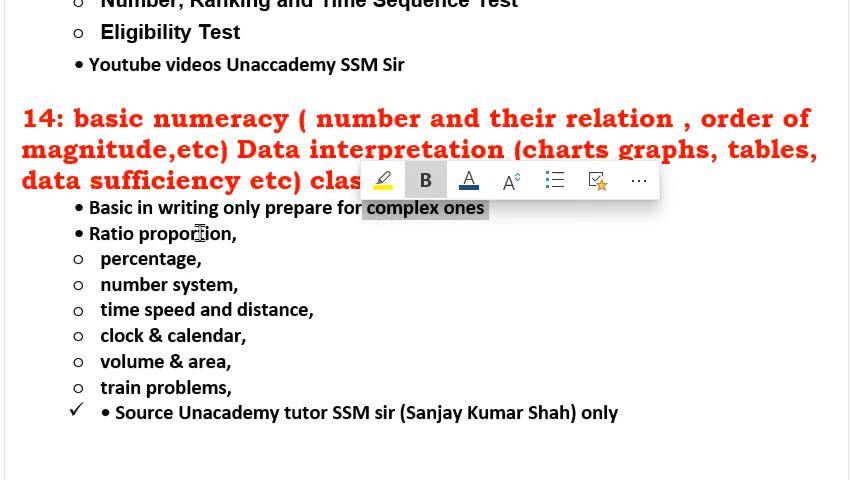 o Number, Ranking and Time Sequence Test
o Eligibility Test
• Youtube videos Unaccademy SSM Sir
14: basic numeracy ( number and their relation , order of
magnitude,etc) Data interpretation (charts graphs, tables,
data sufficiency etc) clas
• Basic in writing only prepare for complex ones
• Ratio proportion,
o percentage,
o number system,
o time speed and distance,
o clock & calendar,
o volume & area,
o train problems,
✓ • Source Unacademy tutor SSM sir (Sanjay Kumar Shah) only